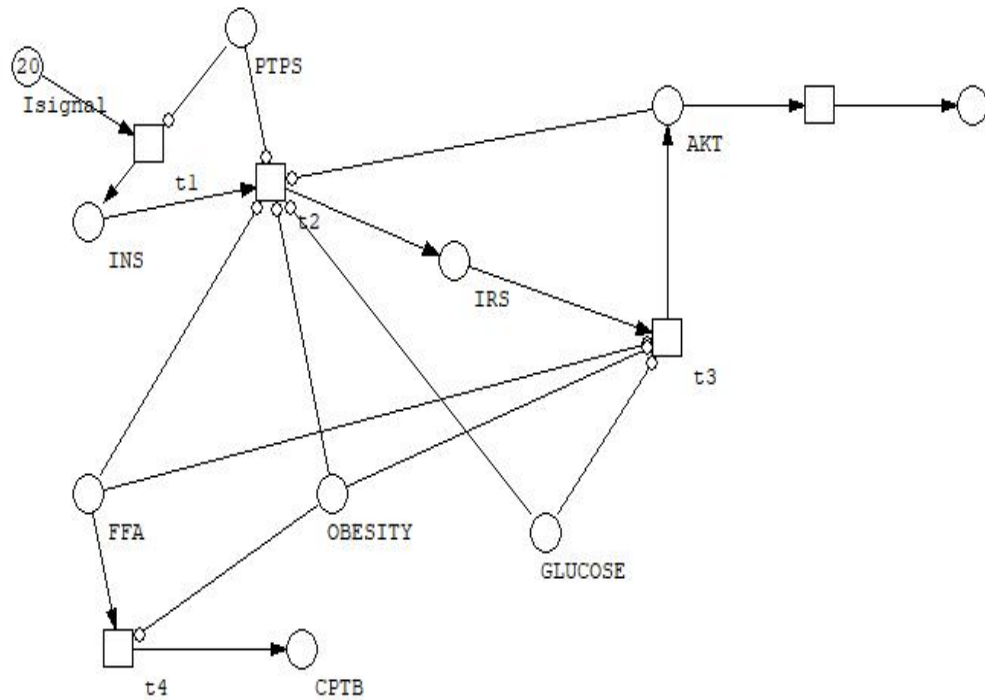 PTPS
20
Isignal
AKT
t1
t2
INS
IRS
t3
FFA
OBESITY
GLUCOSE
t4
CPTB